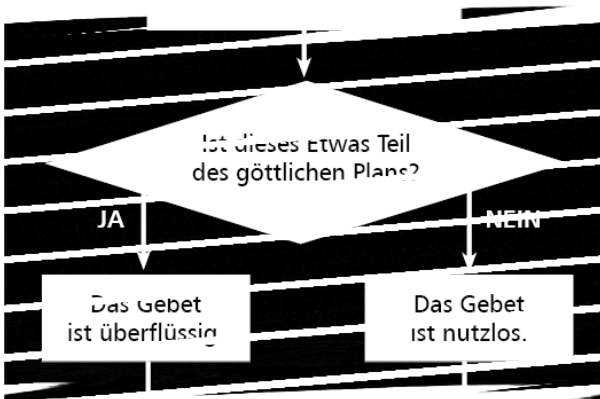 Ist dieses Etwas Teil
des göttlichen Plans?
JA
NEIN
Das Gebet
ist überflüssig
Das Gebet
ist nutzlos.